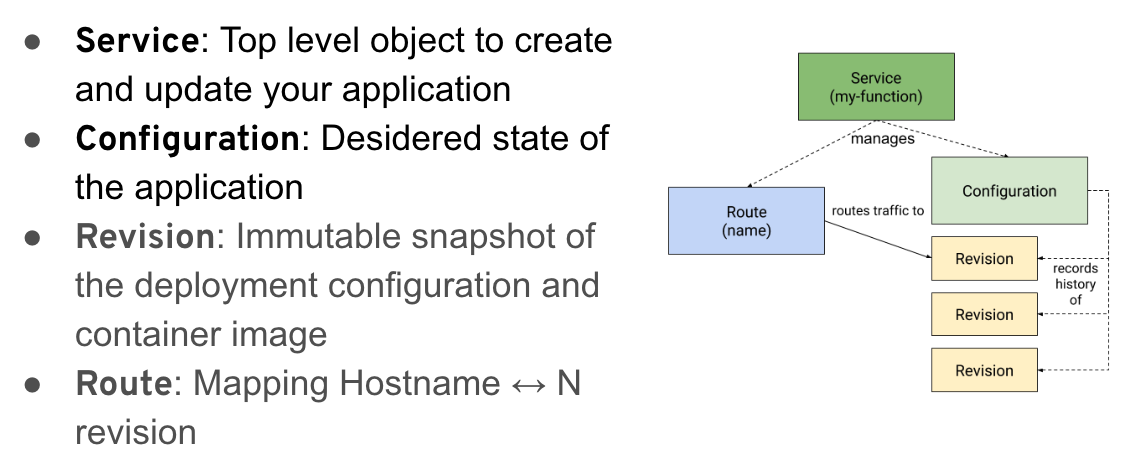 ● Service: Top level object to create
and update your application
● Configuration: Desidered state of
the application
● Revision: Immutable snapshot of
the deployment configuration and
container image
● Route: Mapping Hostname ↔ N
revision
Service
(my-function)
manages
Configuration
Route
(name)
routes traffic to
Revision
records
history
of
Revision
Revision